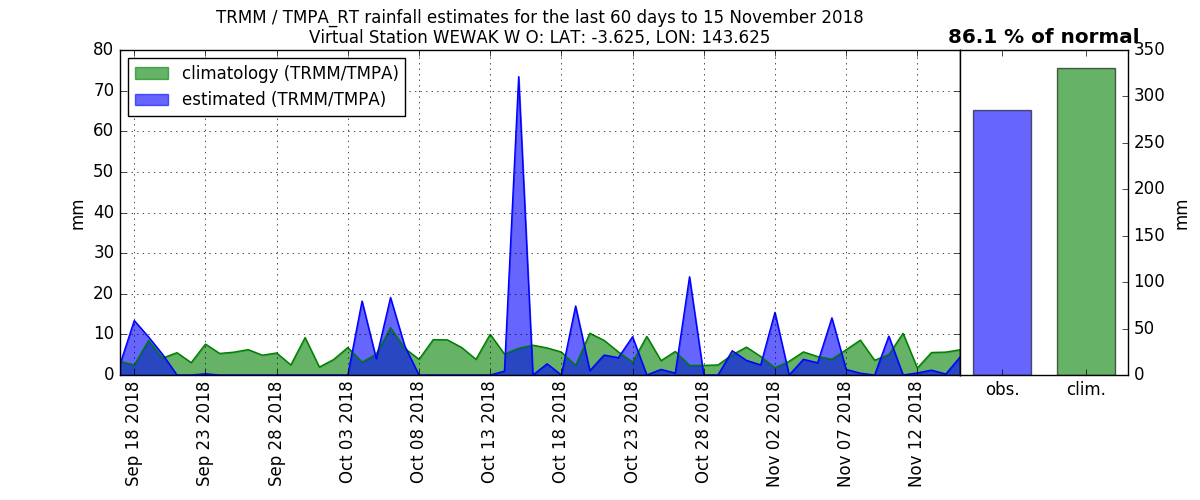 TRMM / TMPA_RT rainfall estimates for the last 60 days to 15 November 2018
Virtual Station WEWAK W O: LAT: -3.625, LON: 143.625
86.1 % of normal
climatology (TRMM/TMPA)
estimated (TRMM/TMPA)
80
70
60
50
40
30
20
10
0
mm
Sep 18 2018
Sep 23 2018
Sep 28 2018
Oct 03 2018
Oct 08 2018
Oct 13 2018
Oct 18 2018
Oct 23 2018
Oct 28 2018
Nov 02 2018
Nov 07 2018
Nov 12 2018
obs.
clim.
350
300
250
200
150
100
50
0
mm